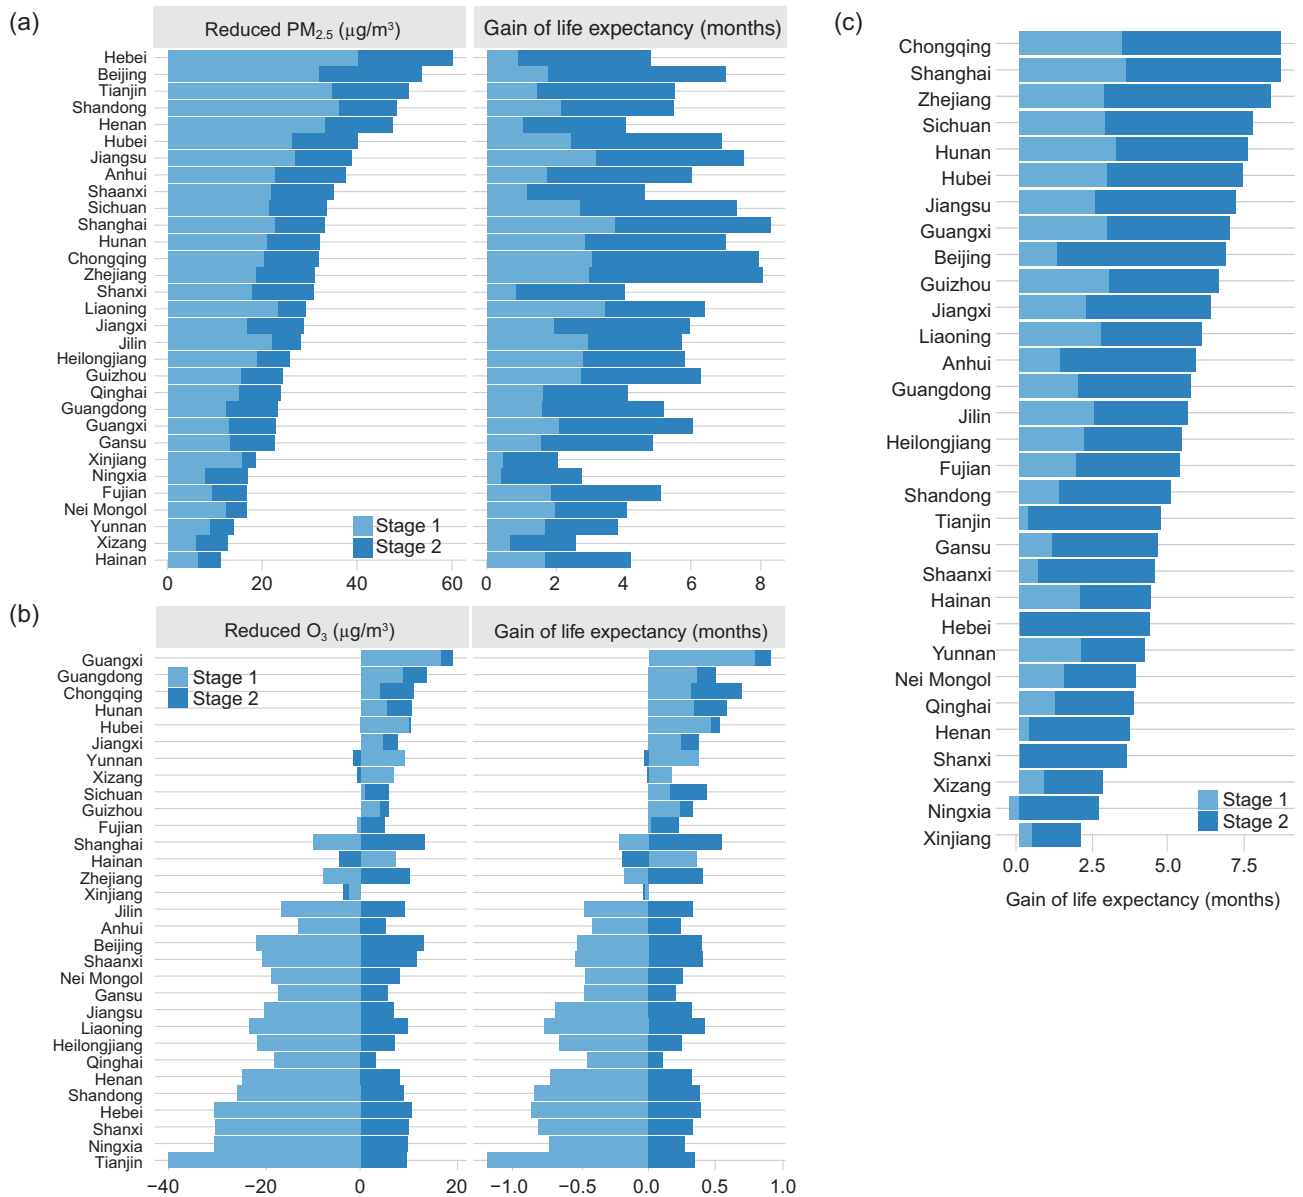 (a)
Reduced PM2.5 (μg/m³)
Gain of life expectancy (months)
Hebei
Beijing
Tianjin
Shandong
Henan
Hubei
Jiangsu
Anhui
Shaanxi
Sichuan
Shanghai
Hunan
Chongqing
Zhejiang
Shanxi
Liaoning
Jiangxi
Jilin
Heilongjiang
Guizhou
Qinghai
Guangdong
Guangxi
Gansu
Xinjiang
Ningxia
Fujian
Nei Mongol
Yunnan
Xizang
Hainan
Stage 1
Stage 2
0 20 40 60
0 2 4 6 8
(b)
Reduced O3 (μg/m³)
Gain of life expectancy (months)
Guangxi
Guangdong
Chongqing
Hunan
Hubei
Jiangxi
Yunnan
Xizang
Sichuan
Guizhou
Fujian
Shanghai
Hainan
Zhejiang
Xinjiang
Jilin
Anhui
Beijing
Shaanxi
Nei Mongol
Gansu
Jiangsu
Liaoning
Heilongjiang
Qinghai
Henan
Shandong
Hebei
Shanxi
Ningxia
Tianjin
Stage 1
Stage 2
−40 −20 0 20
−1.0 −0.5 0.0 0.5 1.0
(c)
Chongqing
Shanghai
Zhejiang
Sichuan
Hunan
Hubei
Jiangsu
Guangxi
Beijing
Guizhou
Jiangxi
Liaoning
Anhui
Guangdong
Jilin
Heilongjiang
Fujian
Shandong
Tianjin
Gansu
Shaanxi
Hainan
Hebei
Yunnan
Nei Mongol
Qinghai
Henan
Shanxi
Xizang
Ningxia
Xinjiang
Stage 1
Stage 2
0.0 2.5 5.0 7.5
Gain of life expectancy (months)